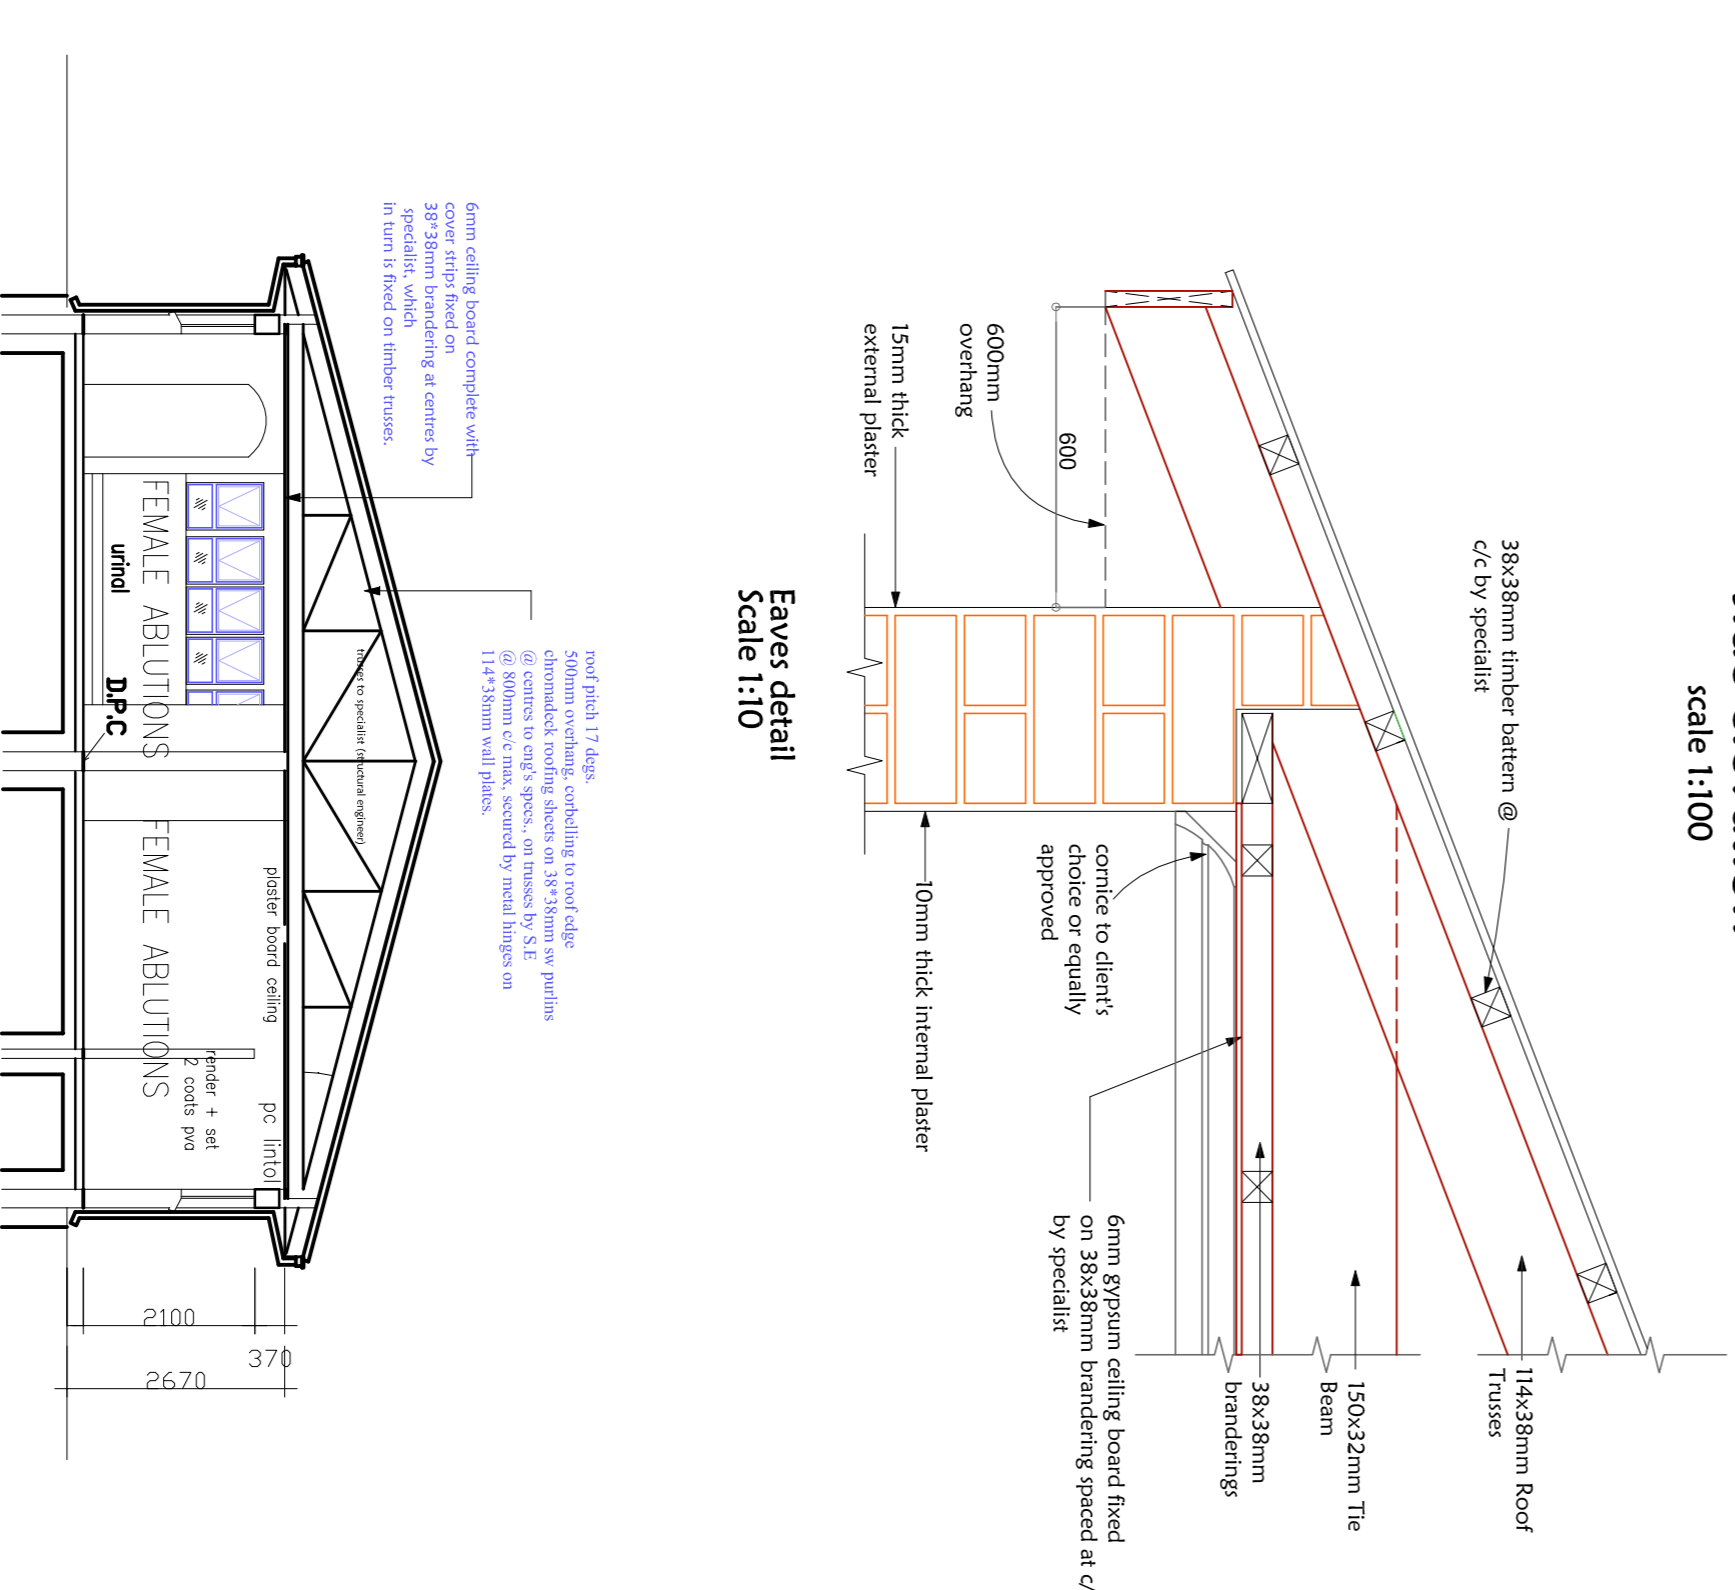 scale 1:100
38x38mm timber battern @
c/c by specialist
114x38mm Roof
Trusses
150x32mm Tie
Beam
38x38mm
branderings
6mm gypsum ceiling board fixed
on 38x38mm brandering spaced at c/
by specialist
cornice to client's
choice or equally
approved
600
600mm
overhang
15mm thick
external plaster
10mm thick internal plaster
Eaves detail
Scale 1:10
roof pitch 17 degs.
500mm overhang, corbelling to roof edge
chromadeck roofing sheets on 38*38mm sw purlins
@ centres to eng's specs., on trusses by S.E
@ 800mm c/c max, secured by metal hinges on
114*38mm wall plates.
6mm ceiling board complete with
cover strips fixed on
38*38mm brandering at centres by
specialist, which
in turn is fixed on timber trusses.
trusses to specialist (structural engineer)
plaster board ceiling
pc lintol
render + set
2 coats pva
FEMALE ABLUTIONS
FEMALE ABLUTIONS
urinal
D.P.C
370
2100
2670